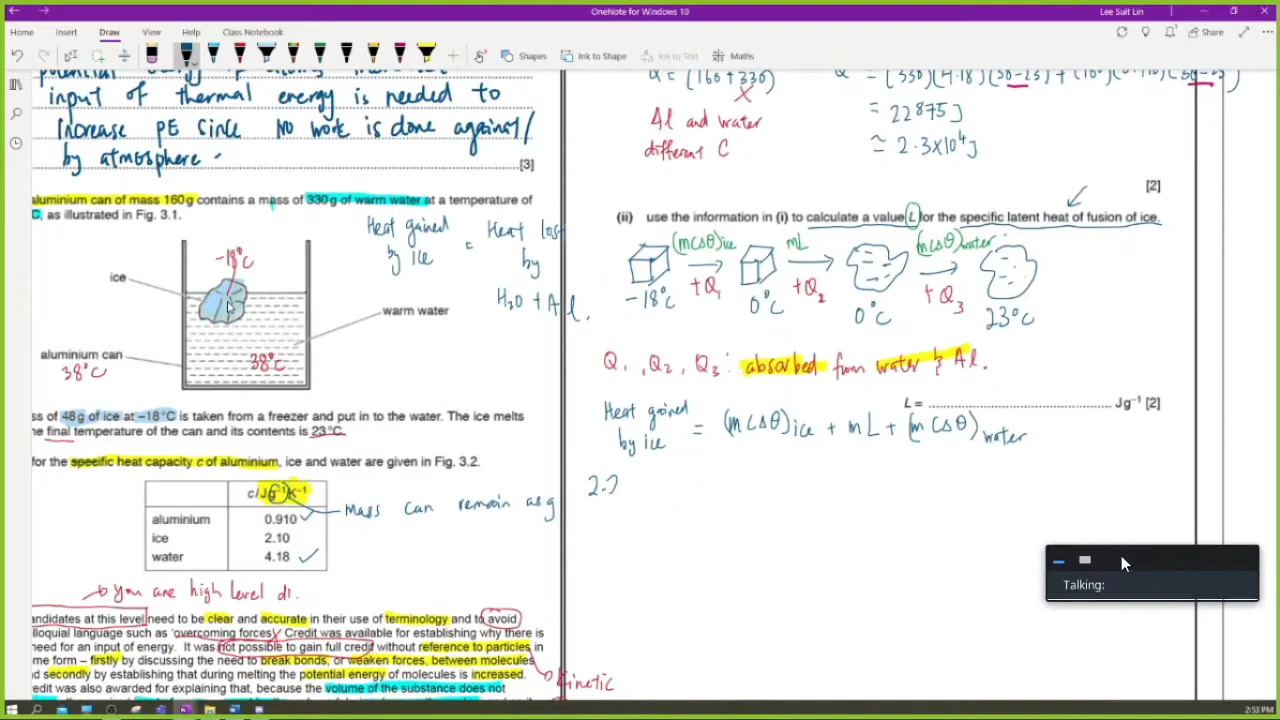 OneNote for Windows 10
Lee Suit Lin
Home Insert Draw View Help Class Notebook
Share
Shapes Ink to Shape Ink to Text Maths
input of thermal energy is needed to
increase PE since no work is done against/
by atmosphere.
[3]
aluminium can of mass 160 g contains a mass of 330 g of warm water at a temperature of
C, as illustrated in Fig. 3.1.
Heat gained by ice = Heat lost by H₂O + Al.
-18°C
ice
warm water
aluminium can
38°C
38°C
ss of 48 g of ice at −18 °C is taken from a freezer and put in to the water. The ice melts
he final temperature of the can and its contents is 23 °C.
for the specific heat capacity c of aluminium, ice and water are given in Fig. 3.2.
c/Jg⁻¹K⁻¹
aluminium 0.910
ice 2.10
water 4.18
Mass can remain as g
You are high level di.
andidates at this level need to be clear and accurate in their use of terminology and to avoid
lloquial language such as 'overcoming forces'. Credit was available for establishing why there is
need for an input of energy. It was not possible to gain full credit without reference to particles in
me form – firstly by discussing the need to break bonds, or weaken forces, between molecules
nd secondly by establishing that during melting the potential energy of molecules is increased.
redit was also awarded for explaining that, because the volume of the substance does not
kinetic
Q = (160 + 330)
Al and water
different C
= 22875 J
≈ 2.3×10⁴ J
[2]
(ii) use the information in (i) to calculate a value L for the specific latent heat of fusion of ice.
(mcΔθ)ice mL (mcΔθ)water
+Q₁ +Q₂ +Q₃
-18°C 0°C 0°C 23°C
Q₁, Q₂, Q₃ : absorbed from water & Al.
L = ........................................ Jg⁻¹ [2]
Heat gained by ice = (mcΔθ)ice + mL + (mcΔθ)water
Talking:
2:53 PM